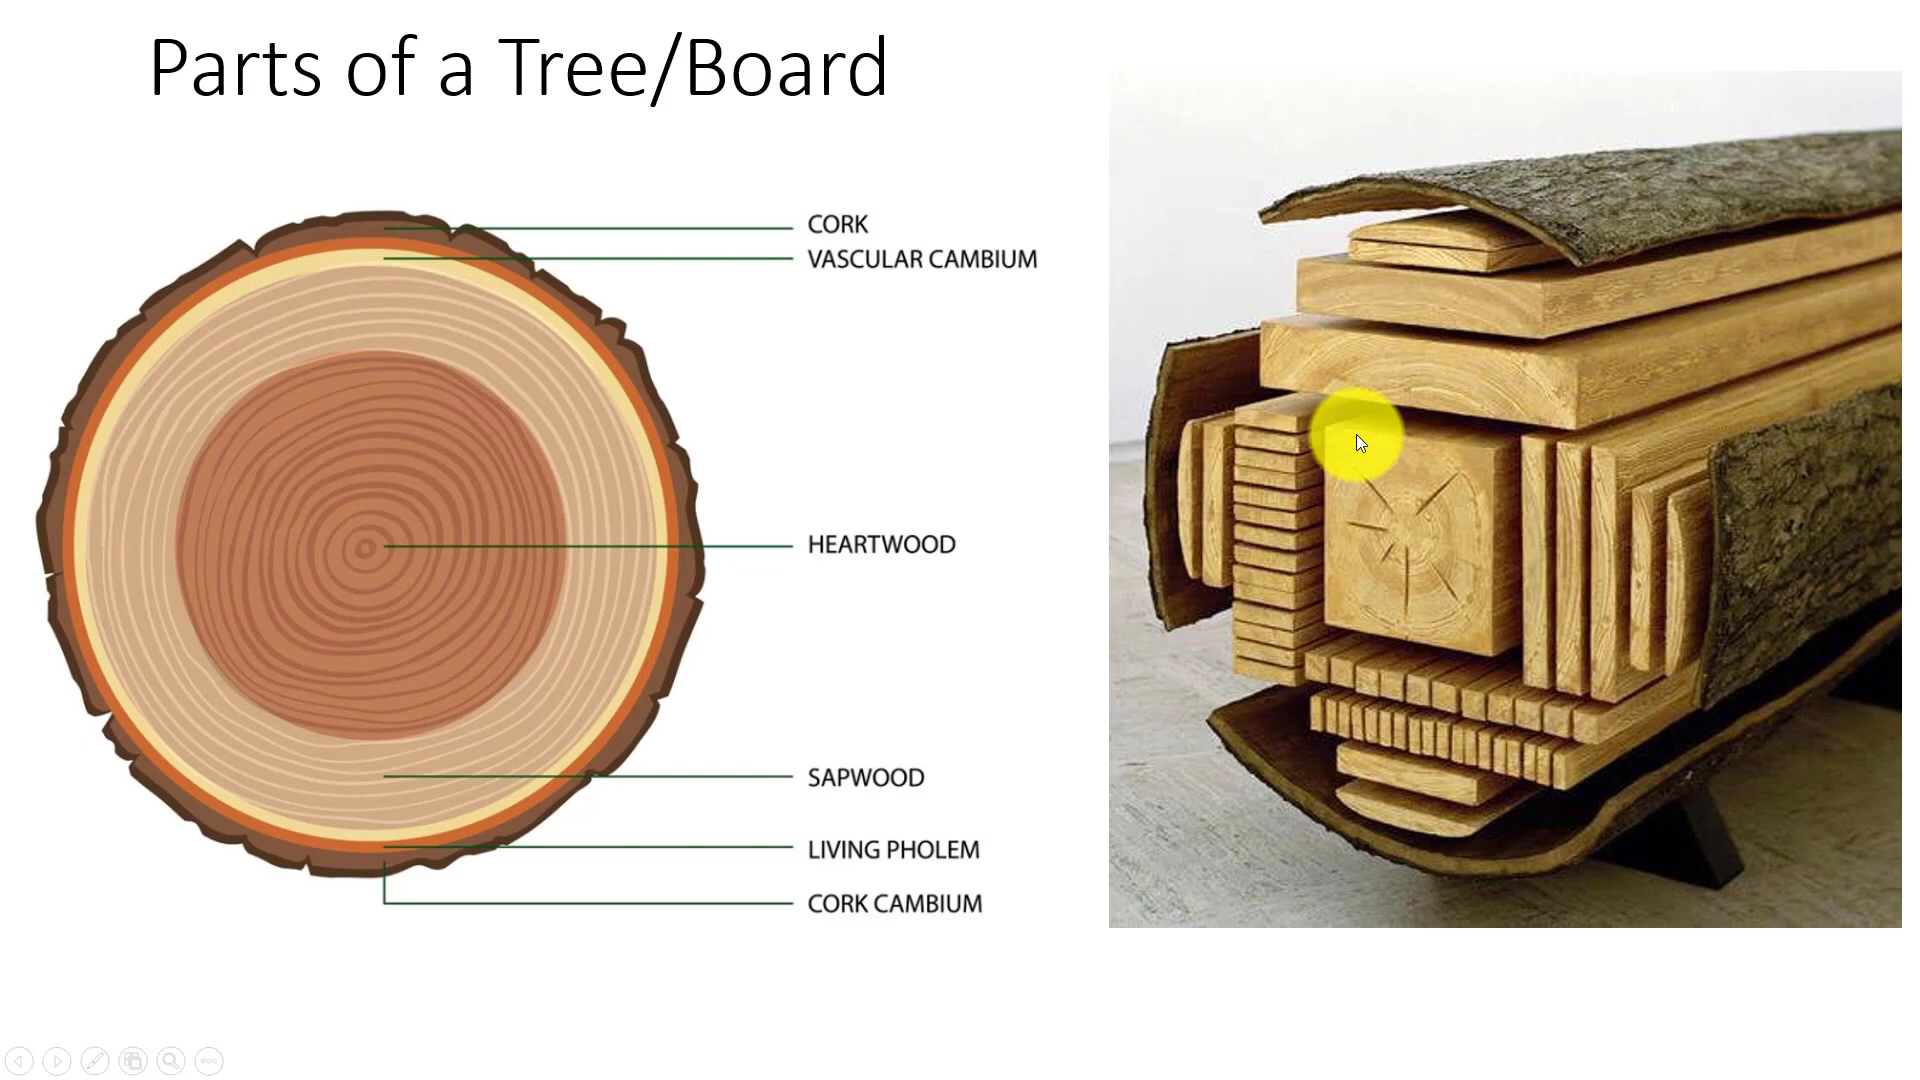 Parts of a Tree/Board
CORK
VASCULAR CAMBIUM
HEARTWOOD
SAPWOOD
LIVING PHOLEM
CORK CAMBIUM